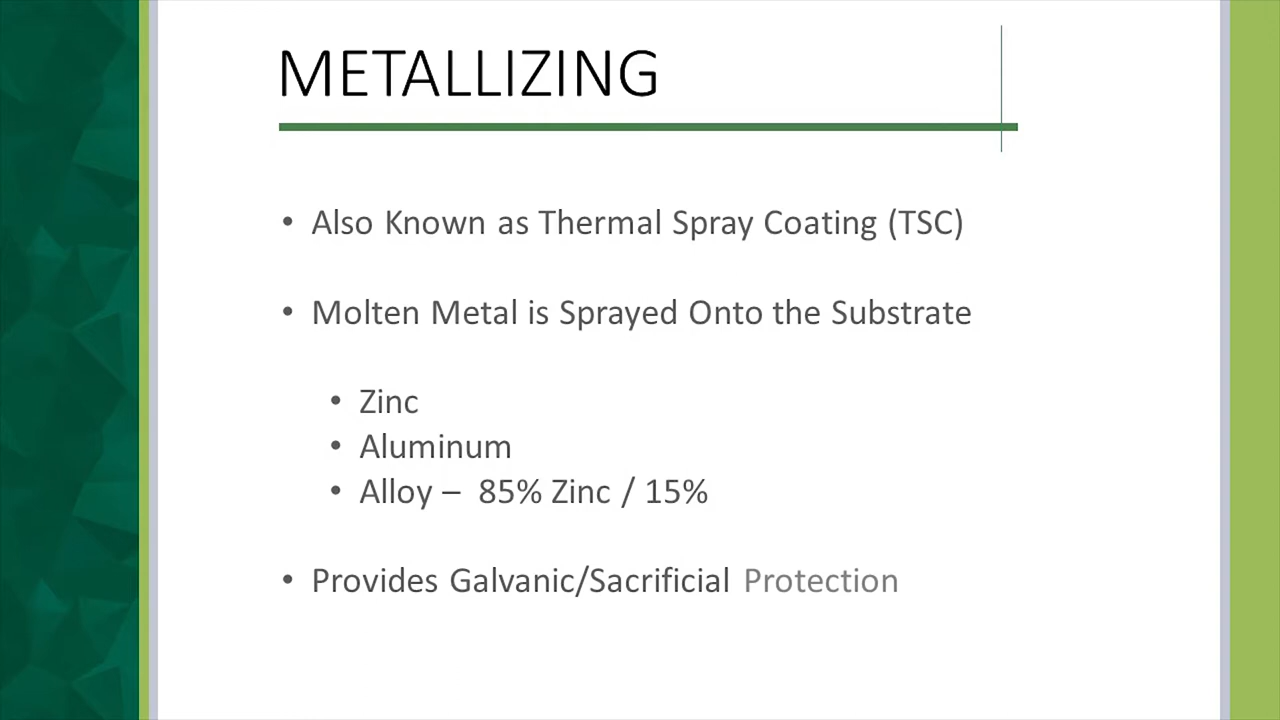 METALLIZING
• Also Known as Thermal Spray Coating (TSC)
• Molten Metal is Sprayed Onto the Substrate
• Zinc
• Aluminum
• Alloy – 85% Zinc / 15%
• Provides Galvanic/Sacrificial Protection